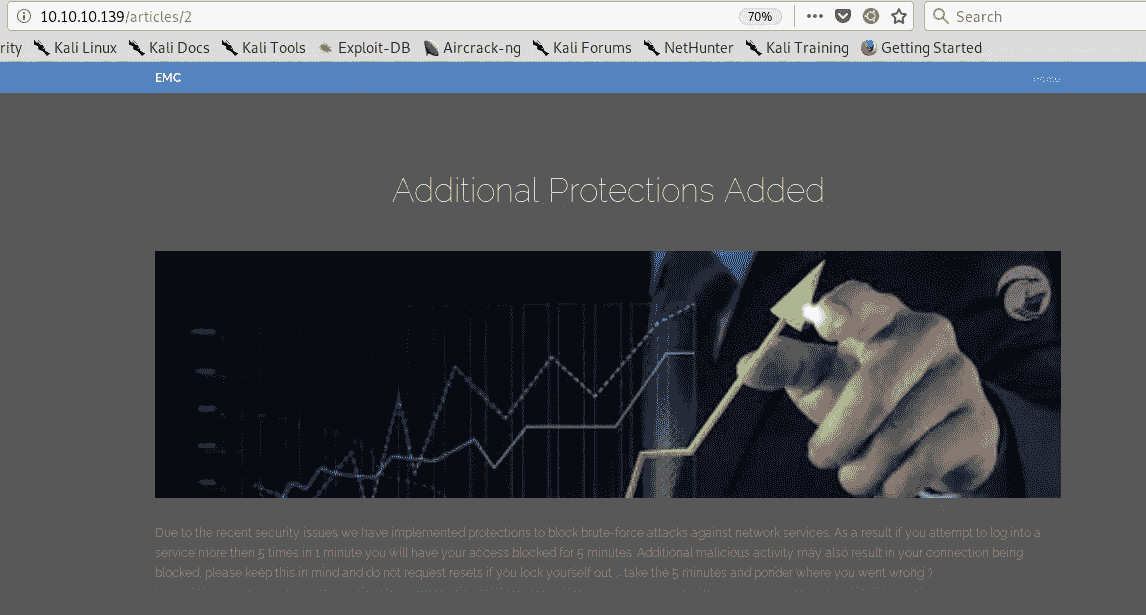 10.10.10.139/articles/2
70%
Search
rity Kali Linux Kali Docs Kali Tools Exploit-DB Aircrack-ng Kali Forums NetHunter Kali Training Getting Started
EMC
Additional Protections Added
Due to the recent security issues we have implemented protections to block brute-force attacks against network services. As a result if you attempt to log into a
service more then 5 times in 1 minute you will have your access blocked for 5 minutes. Additional malicious activity may also result in your connection being
blocked, please keep this in mind and do not request resets if you lock yourself out ... take the 5 minutes and ponder where you went wrong :)